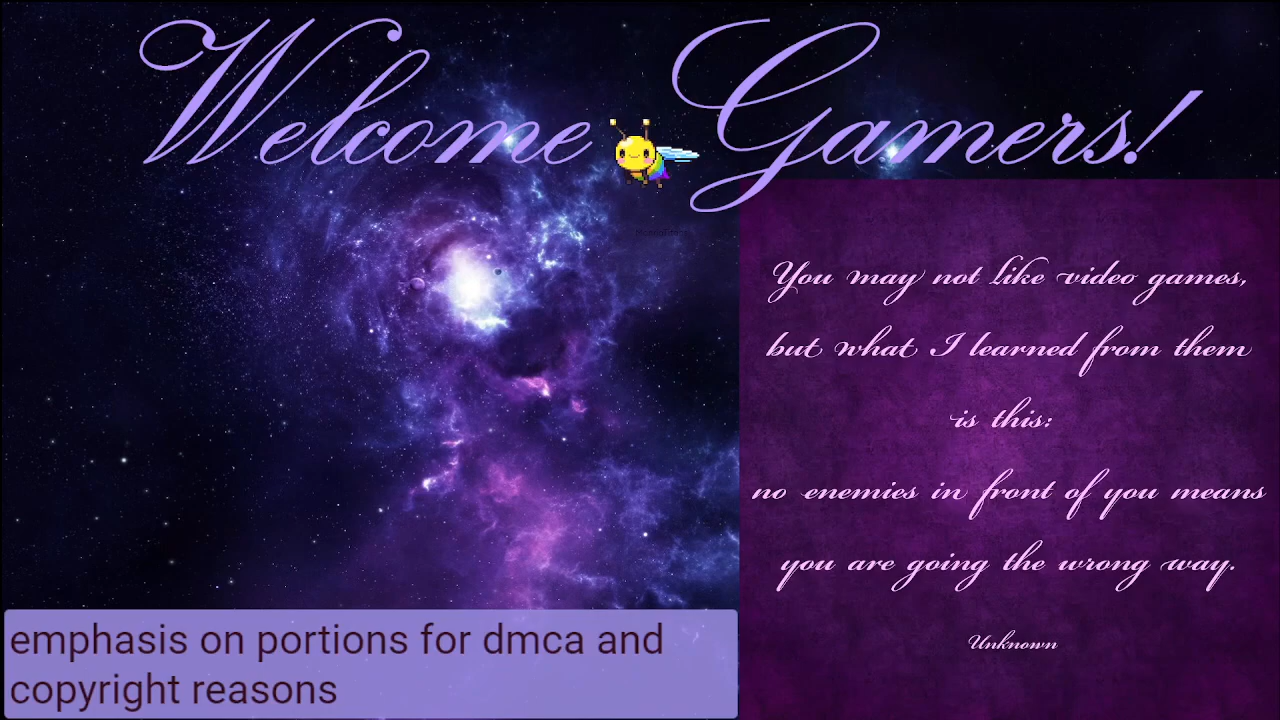 Welcome Gamers!
You may not like video games,
but what I learned from them
is this:
no enemies in front of you means
you are going the wrong way.
Unknown
emphasis on portions for dmca and
copyright reasons